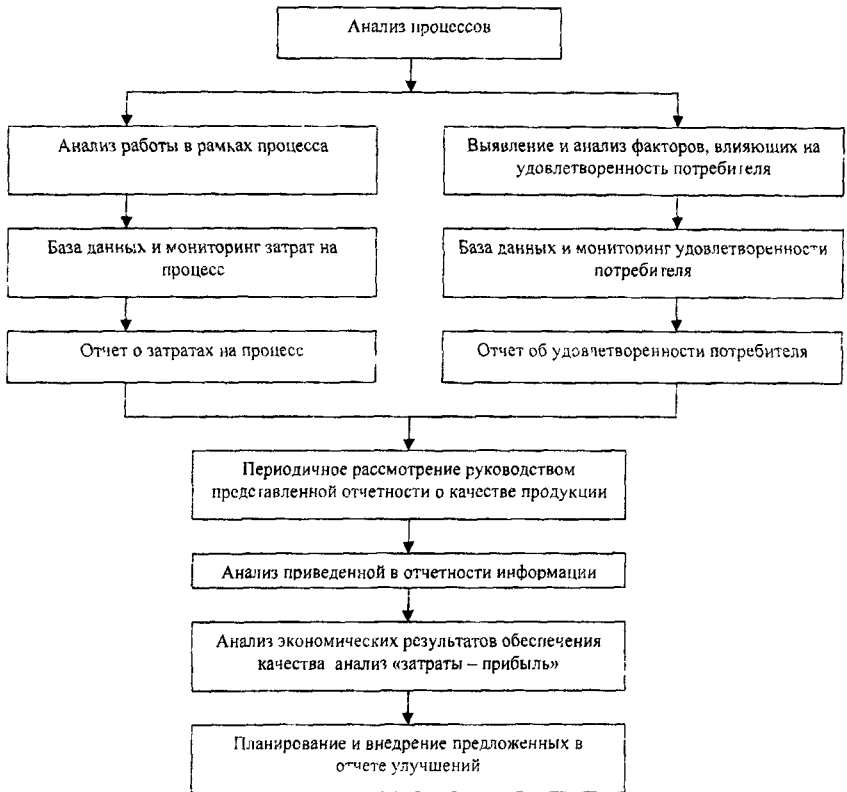 Анализ процессов
Анализ работы в рамках процесса
Выявление и анализ факторов, влияющих на
удовлетворенность потребителя
База данных и мониторинг затрат на
процесс
База данных и мониторинг удовлетворенности
потребителя
Отчет о затратах на процесс
Отчет об удовлетворенности потребителя
Периодичное рассмотрение руководством
представленной отчетности о качестве продукции
Анализ приведенной в отчетности информации
Анализ экономических результатов обеспечения
качества анализ «затраты – прибыль»
Планирование и внедрение предложенных в
отчете улучшений